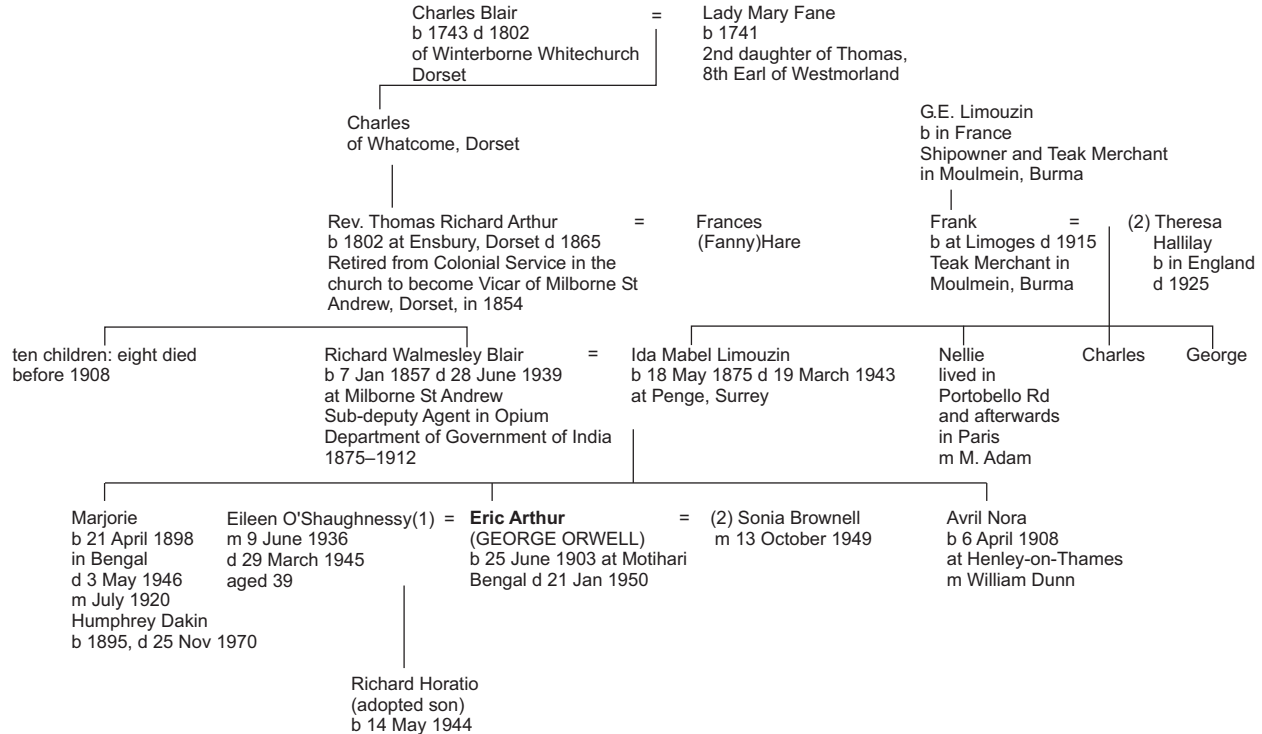 Charles Blair
b 1743 d 1802
of Winterborne Whitechurch
Dorset
=
Lady Mary Fane
b 1741
2nd daughter of Thomas,
8th Earl of Westmorland
Charles
of Whatcome, Dorset
G.E. Limouzin
b in France
Shipowner and Teak Merchant
in Moulmein, Burma
Rev. Thomas Richard Arthur
b 1802 at Ensbury, Dorset d 1865
Retired from Colonial Service in the
church to become Vicar of Milborne St
Andrew, Dorset, in 1854
=
Frances
(Fanny)Hare
Frank
b at Limoges d 1915
Teak Merchant in
Moulmein, Burma
=
(2) Theresa
Hallilay
b in England
d 1925
ten children: eight died
before 1908
Richard Walmesley Blair
b 7 Jan 1857 d 28 June 1939
at Milborne St Andrew
Sub-deputy Agent in Opium
Department of Government of India
1875–1912
=
Ida Mabel Limouzin
b 18 May 1875 d 19 March 1943
at Penge, Surrey
Nellie
lived in
Portobello Rd
and afterwards
in Paris
m M. Adam
Charles
George
Marjorie
b 21 April 1898
in Bengal
d 3 May 1946
m July 1920
Humphrey Dakin
b 1895, d 25 Nov 1970
Eileen O'Shaughnessy(1)
m 9 June 1936
d 29 March 1945
aged 39
=
Eric Arthur
(GEORGE ORWELL)
b 25 June 1903 at Motihari
Bengal d 21 Jan 1950
=
(2) Sonia Brownell
m 13 October 1949
Avril Nora
b 6 April 1908
at Henley-on-Thames
m William Dunn
Richard Horatio
(adopted son)
b 14 May 1944